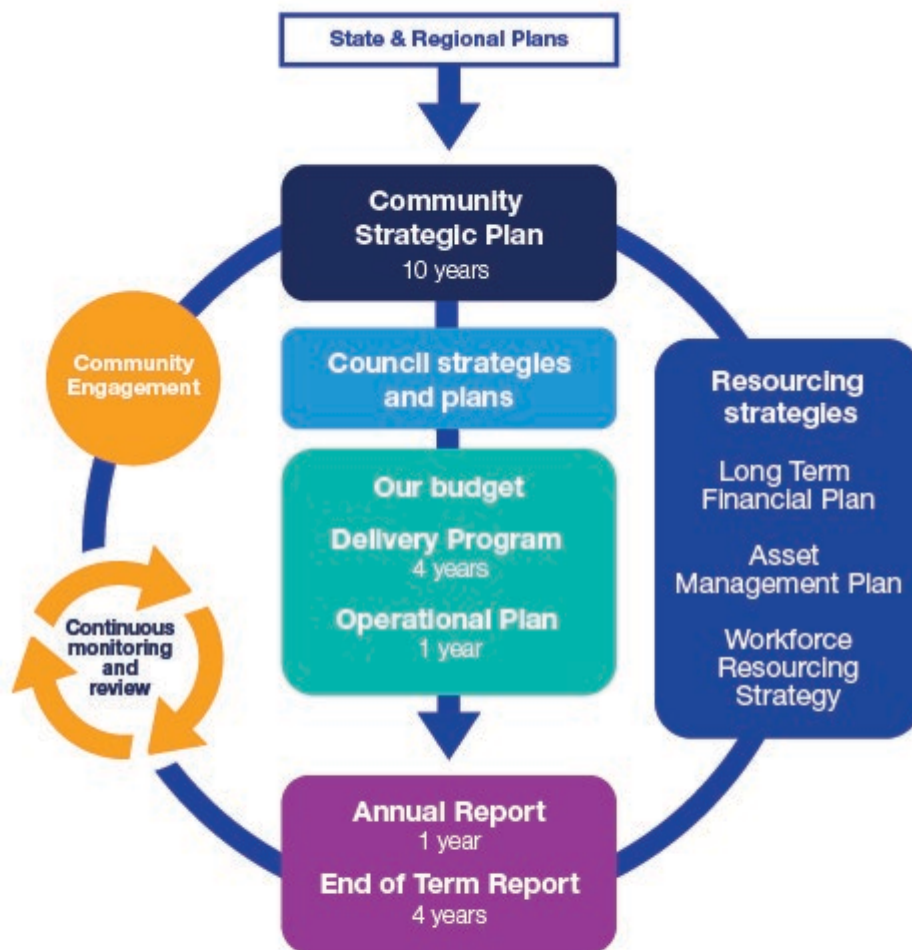 State & Regional Plans
Community
Strategic Plan
10 years
Community
Engagement
Council strategies
and plans
Resourcing
strategies
Long Term
Financial Plan
Asset
Management Plan
Workforce
Resourcing
Strategy
Our budget
Delivery Program
4 years
Operational Plan
1 year
Continuous
monitoring
and
review
Annual Report
1 year
End of Term Report
4 years